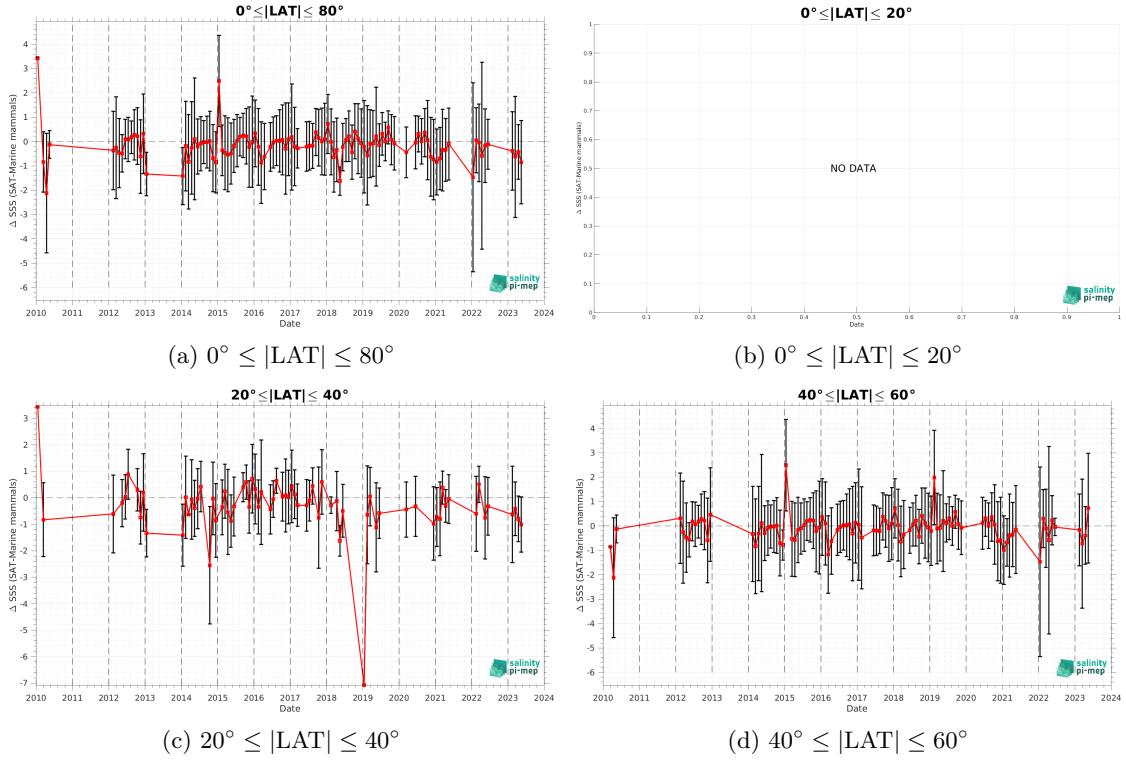 0°≤|LAT|≤ 80°
Δ SSS (SAT-Marine mammals)
4
3
2
1
0
-1
-2
-3
-4
-5
-6
2010 2011 2012 2013 2014 2015 2016 2017 2018 2019 2020 2021 2022 2023 2024
Date
salinity
pi-mep
(a) 0° ≤ |LAT| ≤ 80°
0°≤|LAT|≤ 20°
Δ SSS (SAT-Marine mammals)
1
0.9
0.8
0.7
0.6
0.5
0.4
0.3
0.2
0.1
0
NO DATA
0 0.1 0.2 0.3 0.4 0.5 0.6 0.7 0.8 0.9 1
Date
salinity
pi-mep
(b) 0° ≤ |LAT| ≤ 20°
20°≤|LAT|≤ 40°
Δ SSS (SAT-Marine mammals)
3
2
1
0
-1
-2
-3
-4
-5
-6
-7
2010 2011 2012 2013 2014 2015 2016 2017 2018 2019 2020 2021 2022 2023 2024
Date
salinity
pi-mep
(c) 20° ≤ |LAT| ≤ 40°
40°≤|LAT|≤ 60°
Δ SSS (SAT-Marine mammals)
4
3
2
1
0
-1
-2
-3
-4
-5
-6
2010 2011 2012 2013 2014 2015 2016 2017 2018 2019 2020 2021 2022 2023 2024
Date
salinity
pi-mep
(d) 40° ≤ |LAT| ≤ 60°